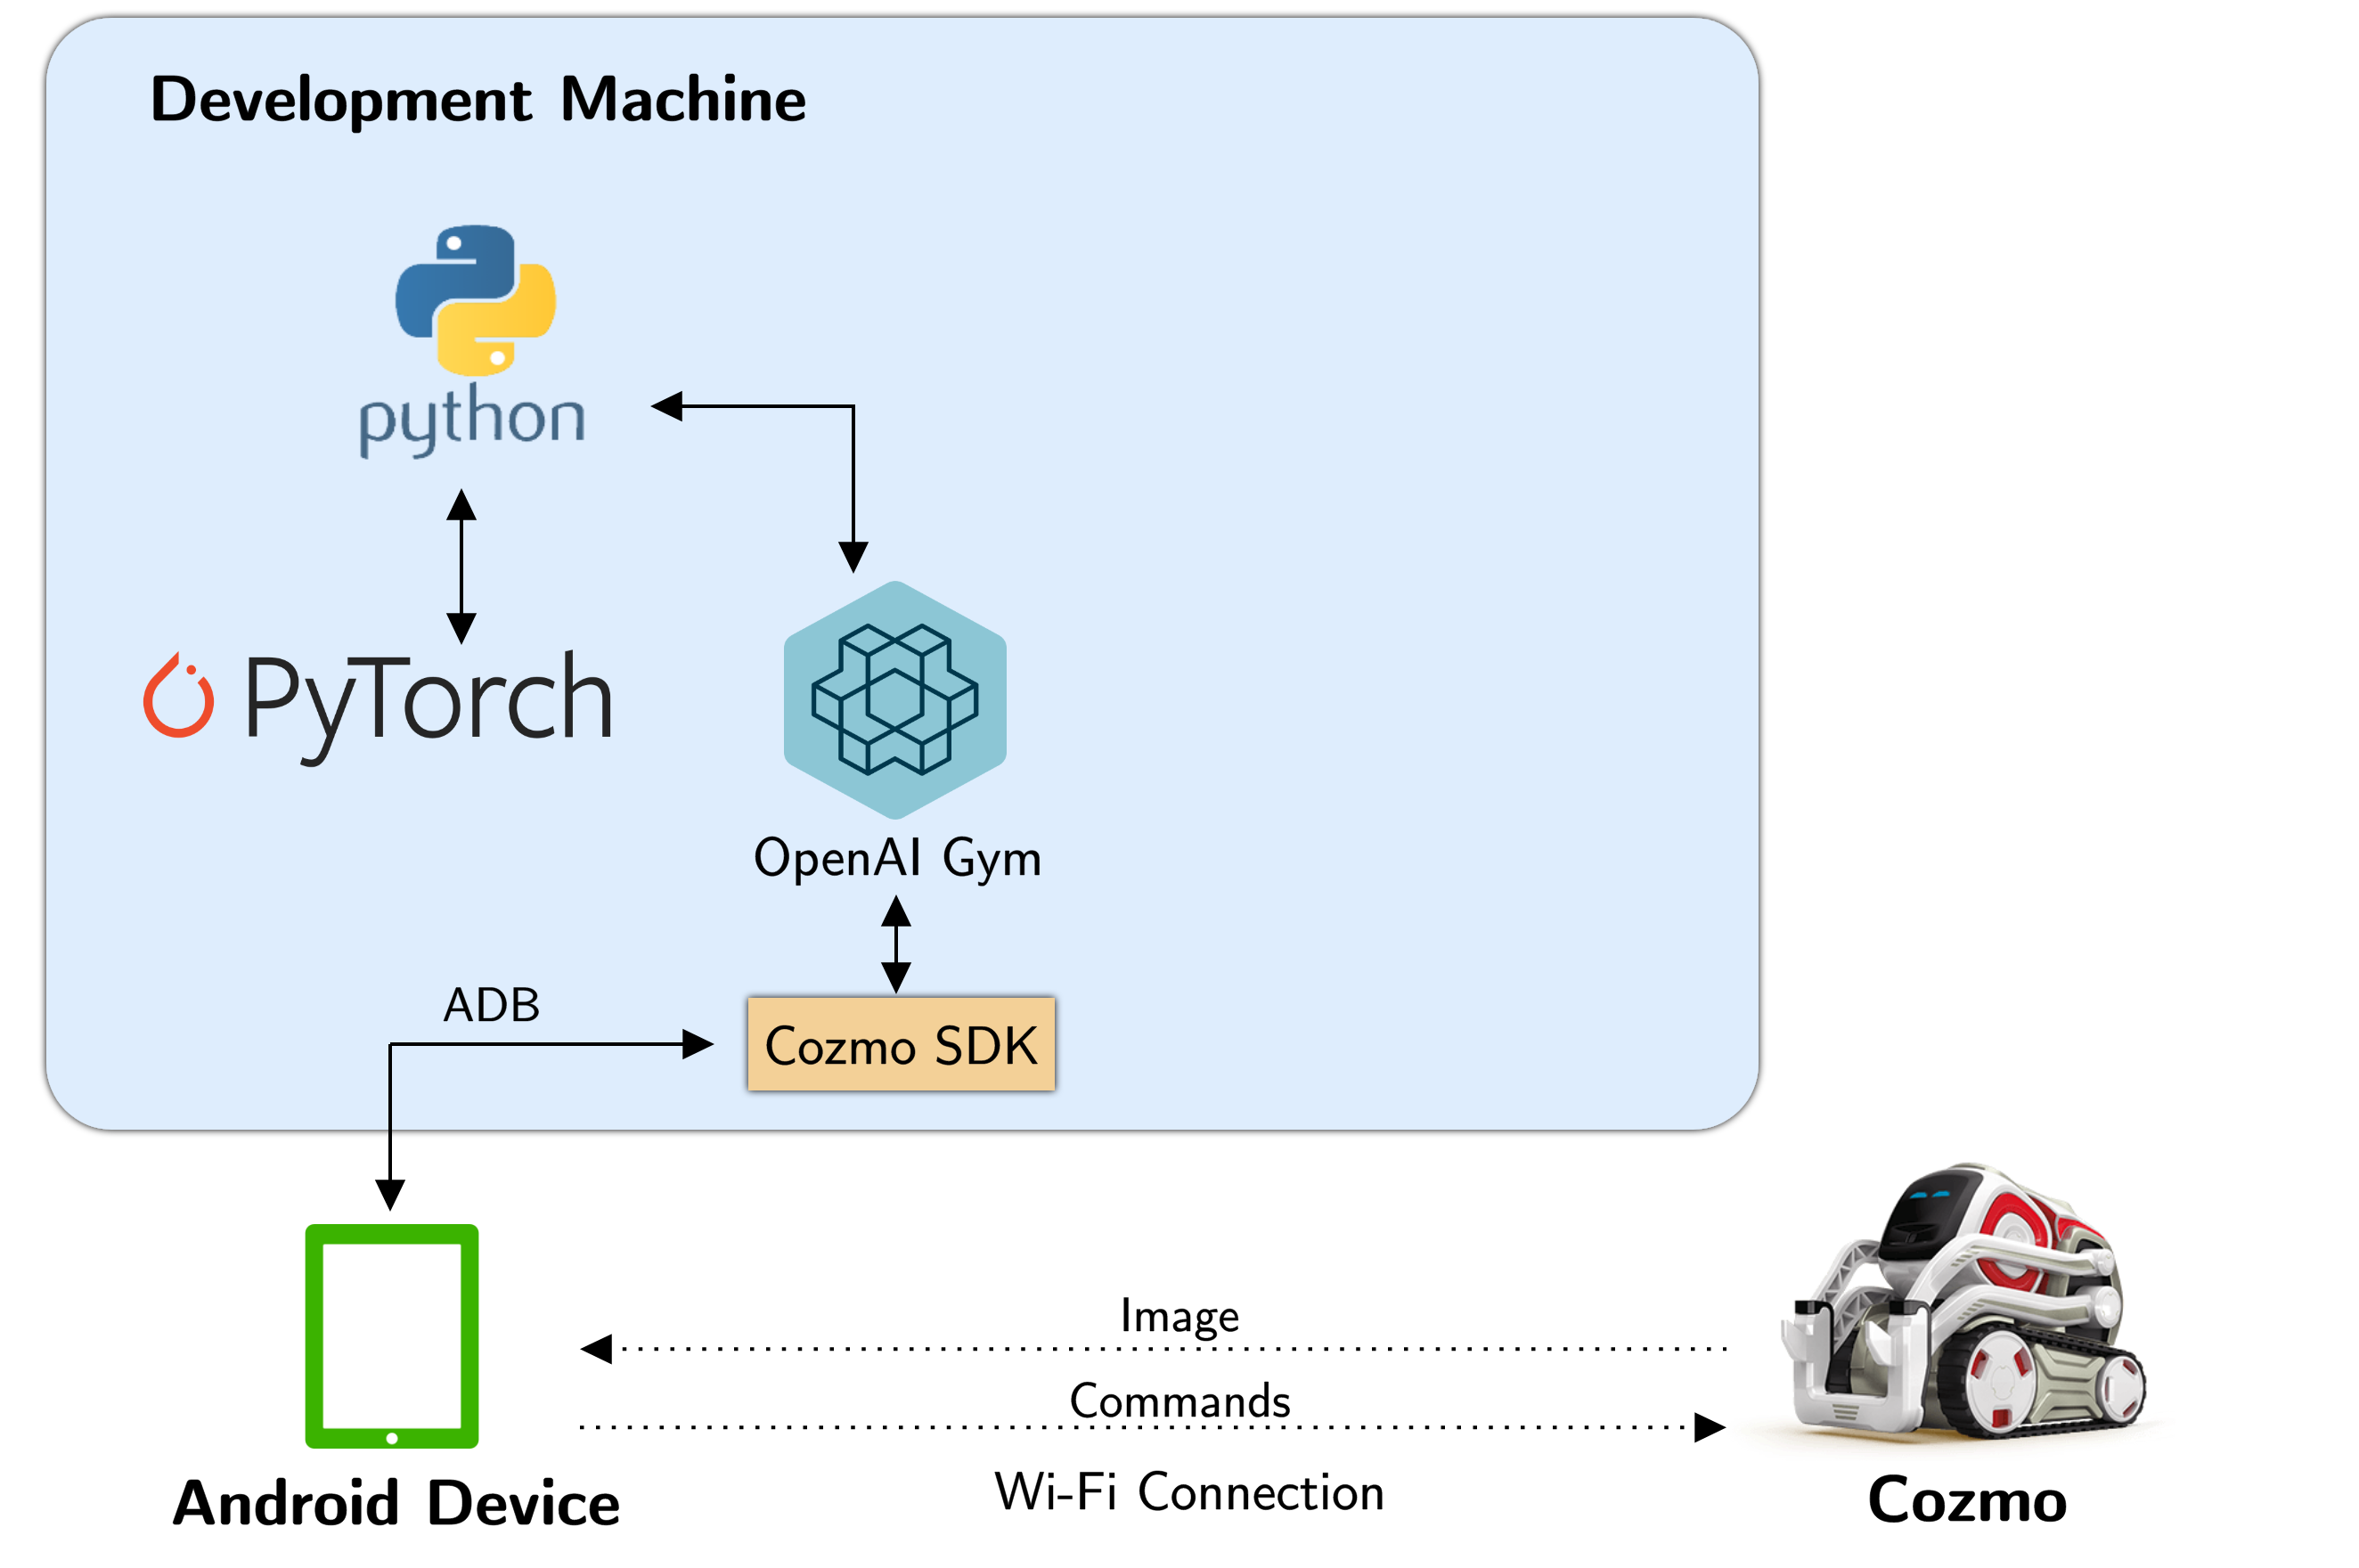 Development Machine
python
PyTorch
OpenAI Gym
ADB
Cozmo SDK
Image
Commands
Wi-Fi Connection
Android Device
Cozmo